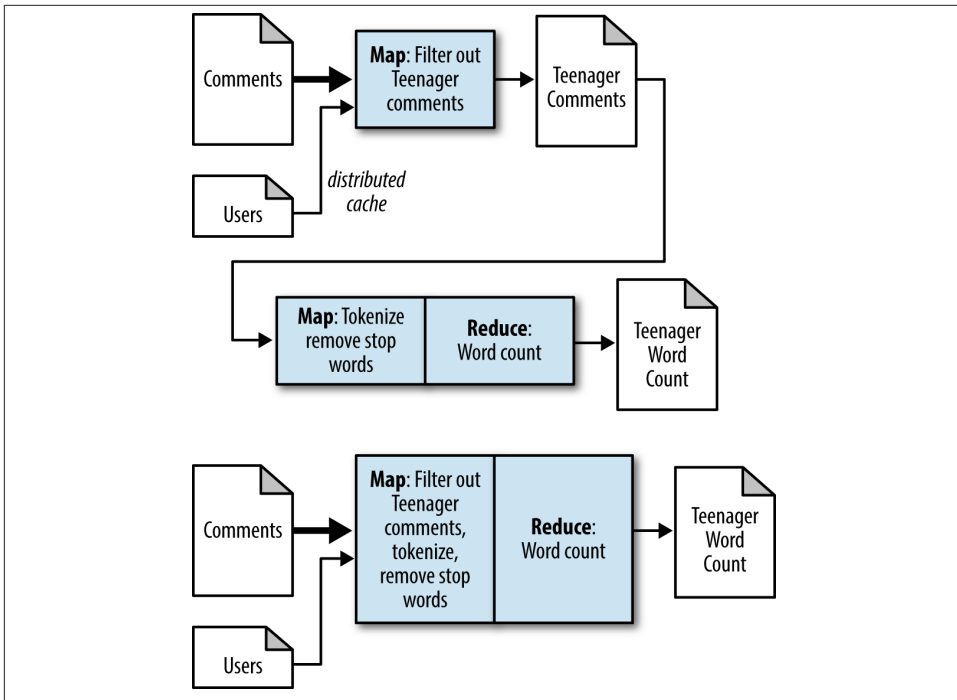 Comments
Map: Filter out
Teenager
comments
Teenager
Comments
Users
distributed
cache
Map: Tokenize
remove stop
words
Reduce:
Word count
Teenager
Word
Count
Comments
Map: Filter out
Teenager
comments,
tokenize,
remove stop
words
Reduce:
Word count
Teenager
Word
Count
Users